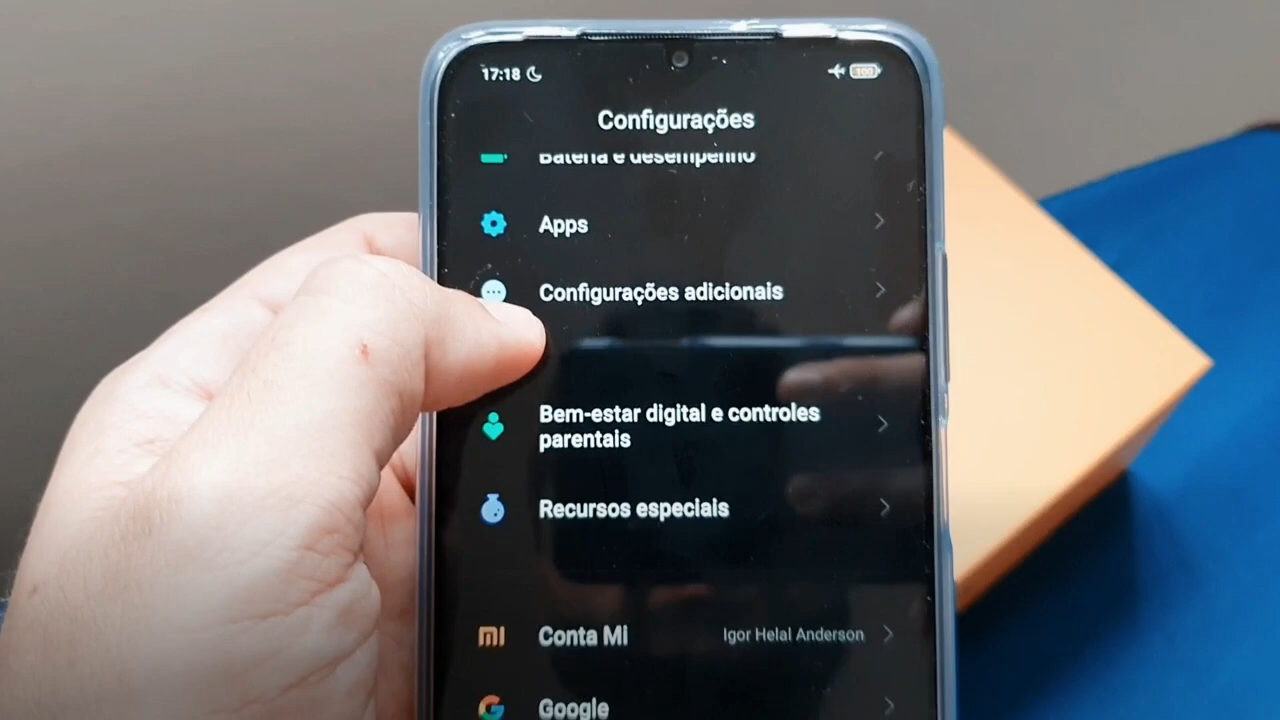 17:18
100
Configurações
Bateria e desempenho
Apps
Configurações adicionais
Bem-estar digital e controles
parentais
Recursos especiais
Conta Mi
Igor Helal Anderson
Google